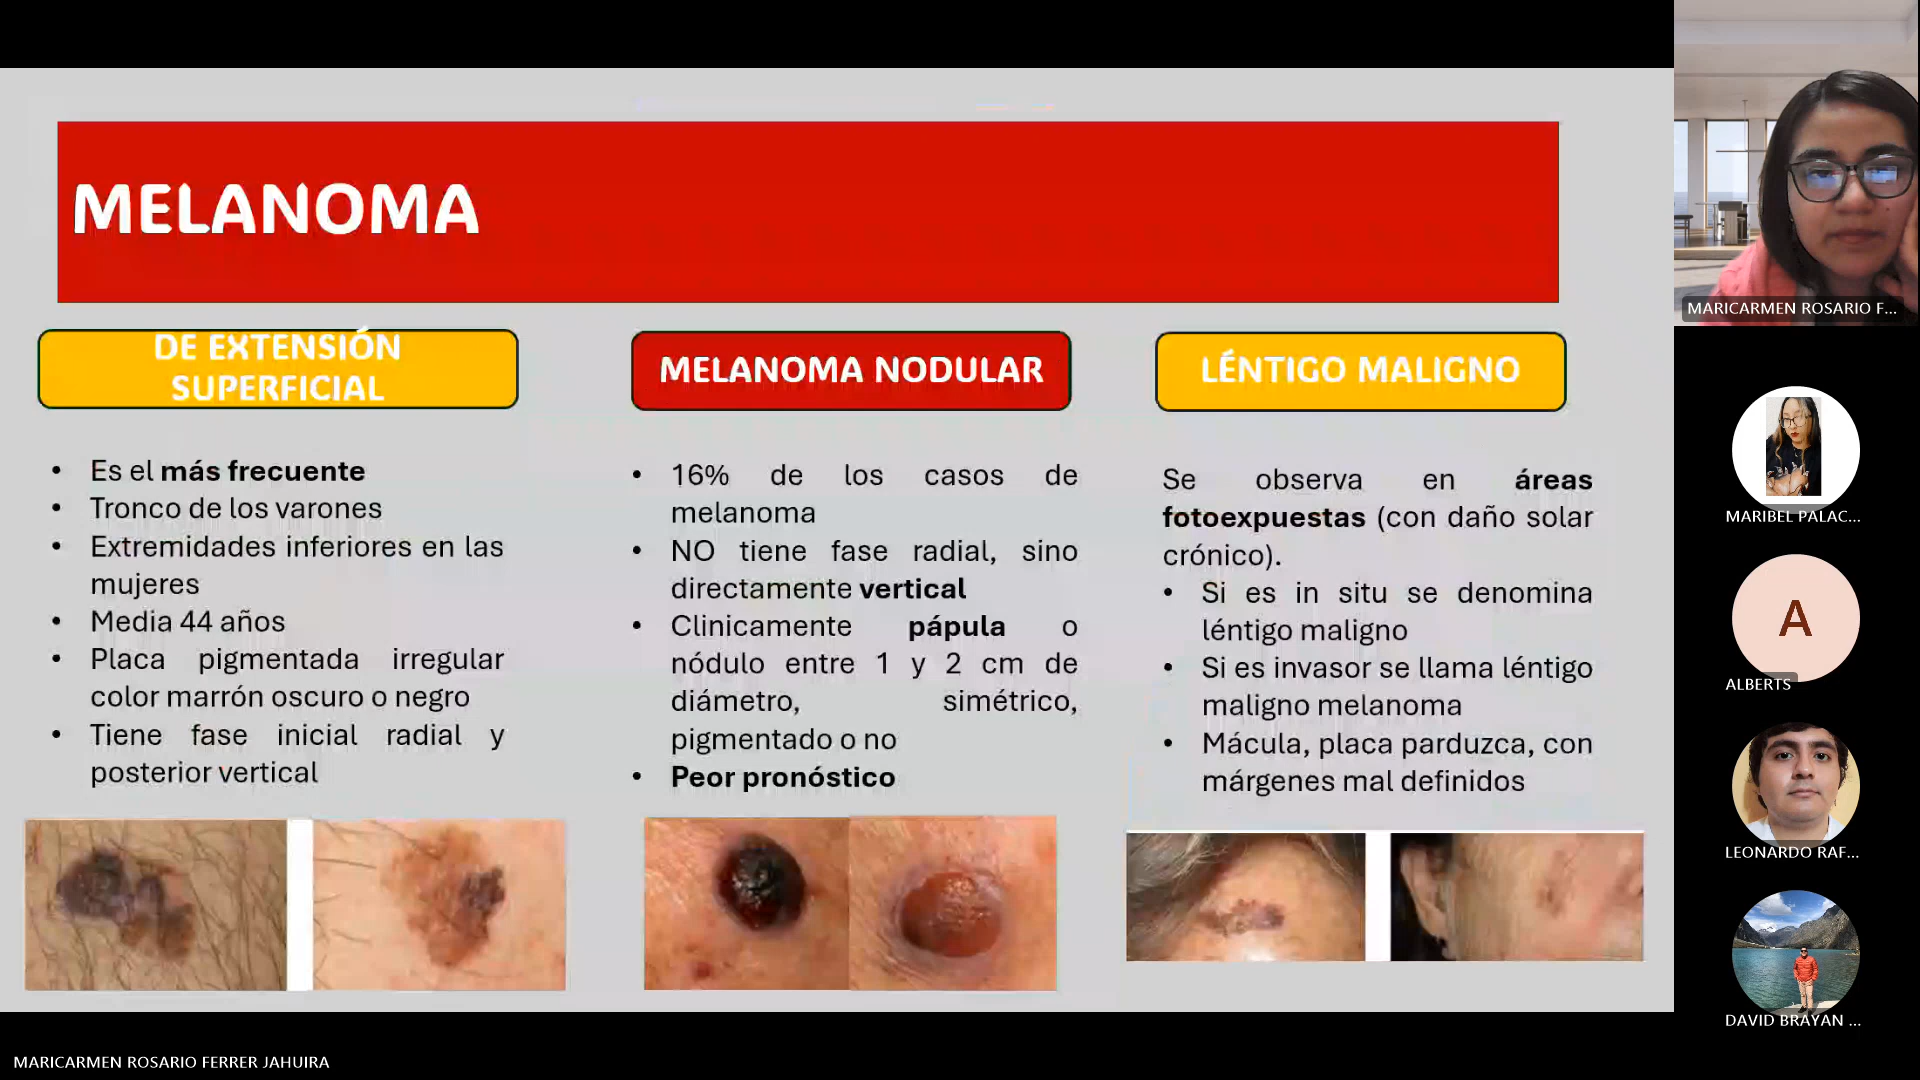 MELANOMA
DE EXTENSIÓN
SUPERFICIAL
• Es el más frecuente
• Tronco de los varones
• Extremidades inferiores en las
mujeres
• Media 44 años
• Placa pigmentada irregular
color marrón oscuro o negro
• Tiene fase inicial radial y
posterior vertical
MELANOMA NODULAR
• 16% de los casos de
melanoma
• NO tiene fase radial, sino
directamente vertical
• Clinicamente pápula o
nódulo entre 1 y 2 cm de
diámetro, simétrico,
pigmentado o no
• Peor pronóstico
LÉNTIGO MALIGNO
Se observa en áreas
fotoexpuestas (con daño solar
crónico).
• Si es in situ se denomina
léntigo maligno
• Si es invasor se llama léntigo
maligno melanoma
• Mácula, placa parduzca, con
márgenes mal definidos
MARICARMEN ROSARIO F...
MARIBEL PALAC...
A
ALBERTS
LEONARDO RAF...
DAVID BRAYAN ...
MARICARMEN ROSARIO FERRER JAHUIRA